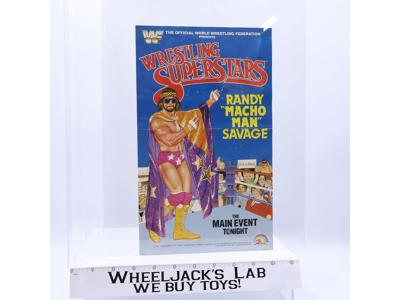 WF
THE OFFICIAL WORLD WRESTLING FEDERATION
PRESENTS
WRESTLING
SUPERSTARS
RANDY
"MACHO
MAN"
SAVAGE
THE
MAIN EVENT
TONIGHT
LJN
WHEELJACK'S LAB
WE BUY TOYS!